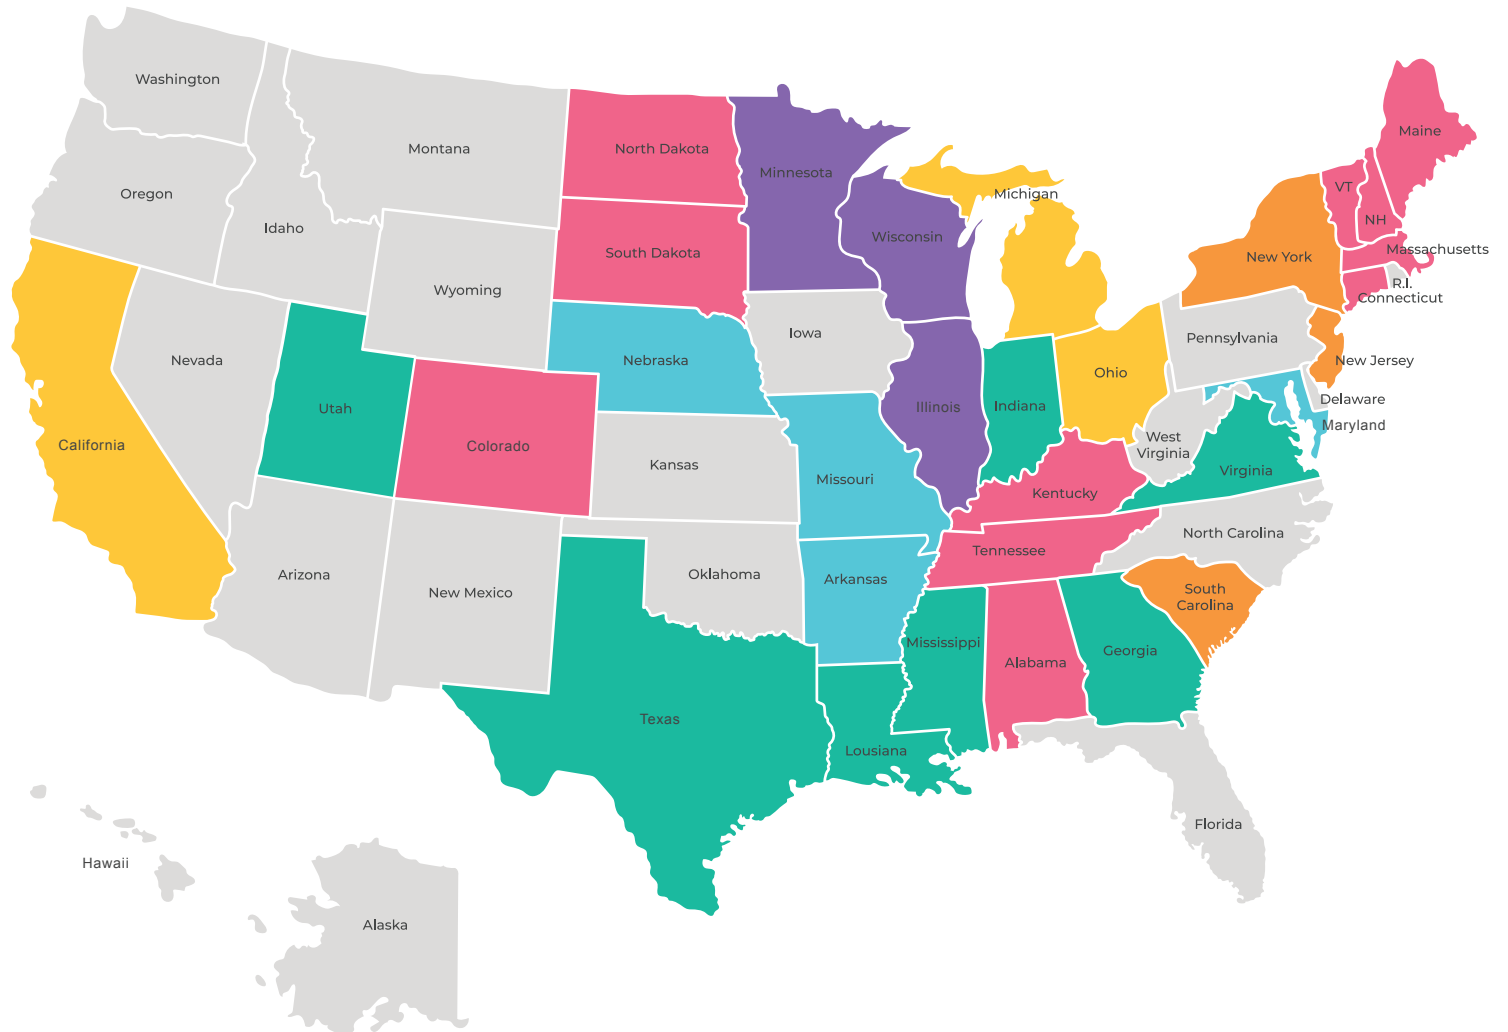 Washington
Montana
North Dakota
Minnesota
Maine
Oregon
Idaho
Michigan
VT
NH
Wisconsin
South Dakota
New York
Massachusetts
R.I.
Connecticut
Wyoming
Iowa
Pennsylvania
Nevada
Nebraska
Ohio
New Jersey
Utah
Illinois
Indiana
Delaware
Maryland
California
Colorado
Kansas
Missouri
West
Virginia
Virginia
Kentucky
North Carolina
Tennessee
Arizona
New Mexico
Oklahoma
Arkansas
South
Carolina
Mississippi
Alabama
Georgia
Texas
Lousiana
Florida
Hawaii
Alaska